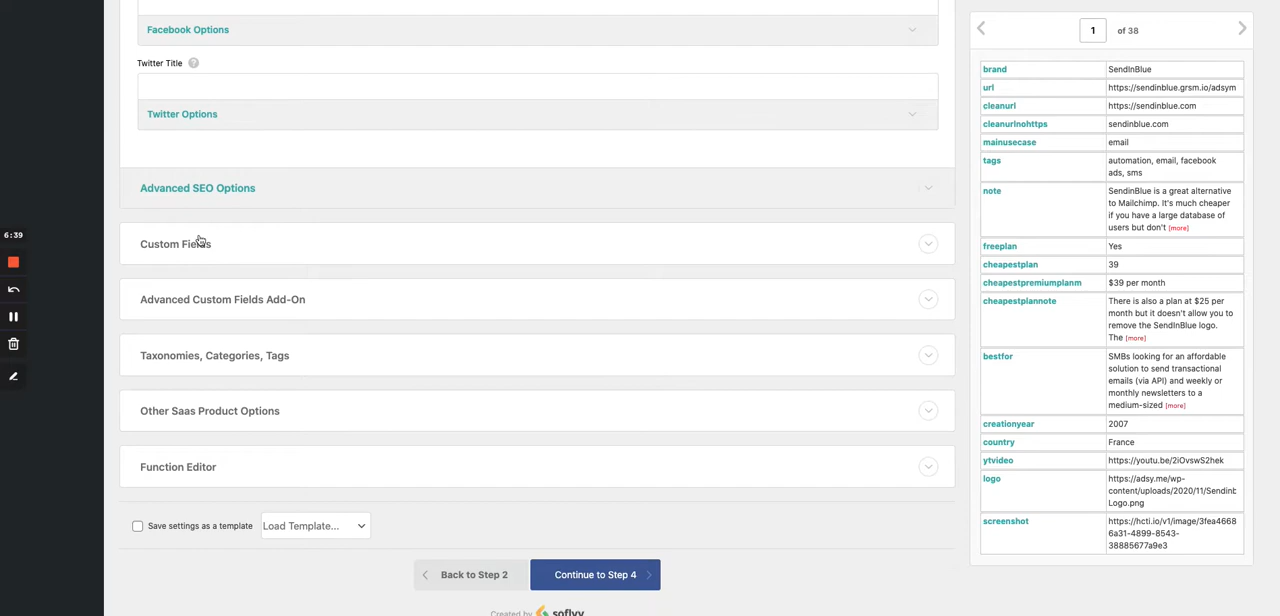 Facebook Options
Twitter Title ?
Twitter Options
Advanced SEO Options
Custom Fields
Advanced Custom Fields Add-On
Taxonomies, Categories, Tags
Other Saas Product Options
Function Editor
Save settings as a template Load Template...
Back to Step 2 Continue to Step 4
Created by soflyy
6:39
1 of 38
brand SendInBlue
url https://sendinblue.grsm.io/adsym
cleanurl https://sendinblue.com
cleanurlnohttps sendinblue.com
mainusecase email
tags automation, email, facebook
ads, sms
note SendinBlue is a great alternative
to Mailchimp. It's much cheaper
if you have a large database of
users but don't [more]
freeplan Yes
cheapestplan 39
cheapestpremiumplanm $39 per month
cheapestplannote There is also a plan at $25 per
month but it doesn't allow you to
remove the SendInBlue logo.
The [more]
bestfor SMBs looking for an affordable
solution to send transactional
emails (via API) and weekly or
monthly newsletters to a
medium-sized [more]
creationyear 2007
country France
ytvideo https://youtu.be/2iOvswS2hek
logo https://adsy.me/wp-
content/uploads/2020/11/Sendint
Logo.png
screenshot https://hcti.io/v1/image/3fea4668
6a31-4899-8543-
38885677a9e3